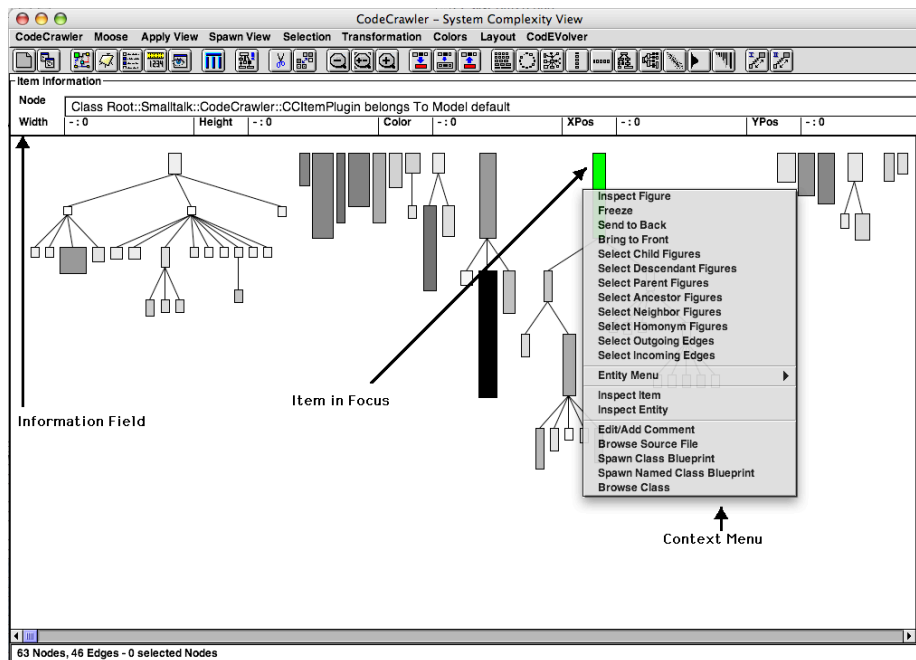 CodeCrawler – System Complexity View
CodeCrawler Moose Apply View Spawn View Selection Transformation Colors Layout CodEVolver
1234
Item Information
Node Class Root::Smalltalk::CodeCrawler::CCItemPlugin belongs To Model default
Width - : 0 Height - : 0 Color - : 0 XPos - : 0 YPos - : 0
Inspect Figure
Freeze
Send to Back
Bring to Front
Select Child Figures
Select Descendant Figures
Select Parent Figures
Select Ancestor Figures
Select Neighbor Figures
Select Homonym Figures
Select Outgoing Edges
Select Incoming Edges
Entity Menu
Inspect Item
Inspect Entity
Edit/Add Comment
Browse Source File
Spawn Class Blueprint
Spawn Named Class Blueprint
Browse Class
Item in Focus
Information Field
Context Menu
63 Nodes, 46 Edges - 0 selected Nodes